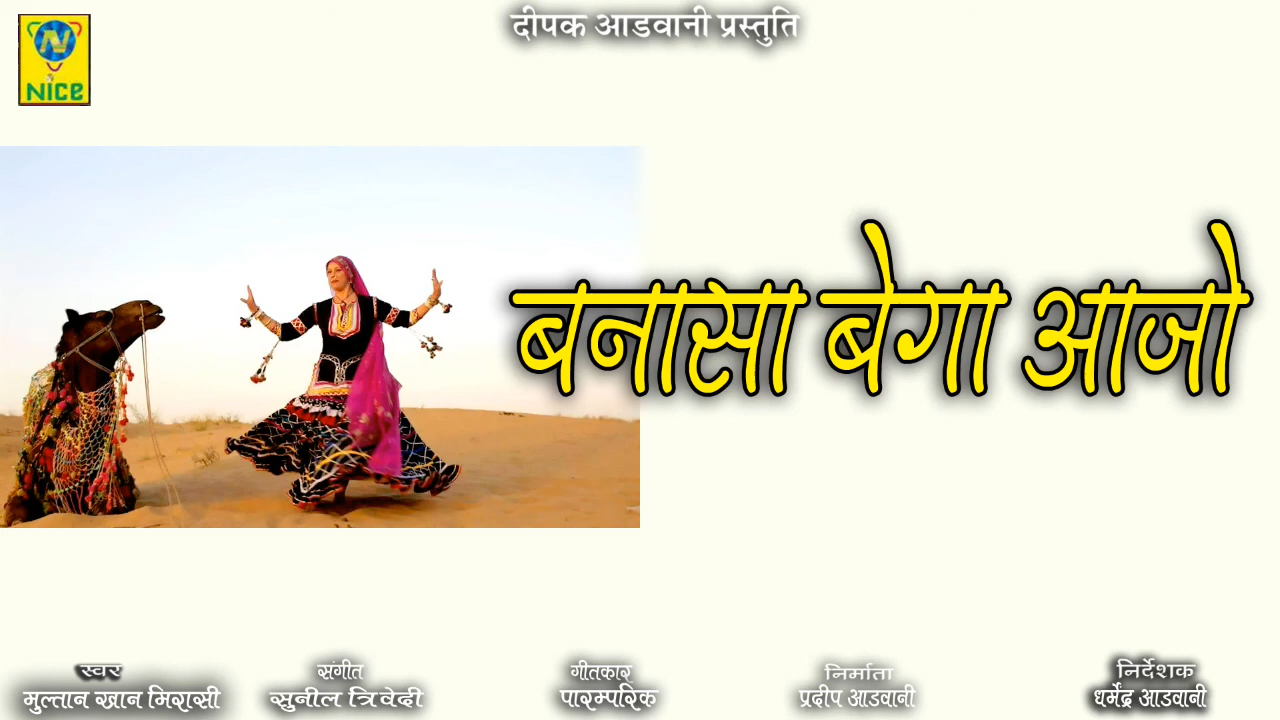 दीपक आडवानी प्रस्तुति
N
NICE
बनासा बेगा आजो
स्वर
मुल्तान खान मिरासी
संगीत
सुनील त्रिवेदी
गीतकार
पारम्परिक
निर्माता
प्रदीप आडवानी
निर्देशक
धर्मेंद्र आडवानी